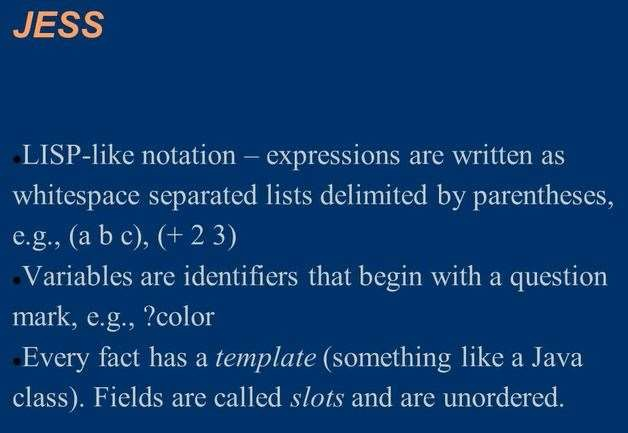 JESS
●LISP-like notation – expressions are written as
whitespace separated lists delimited by parentheses,
e.g., (a b c), (+ 2 3)
●Variables are identifiers that begin with a question
mark, e.g., ?color
●Every fact has a template (something like a Java
class). Fields are called slots and are unordered.